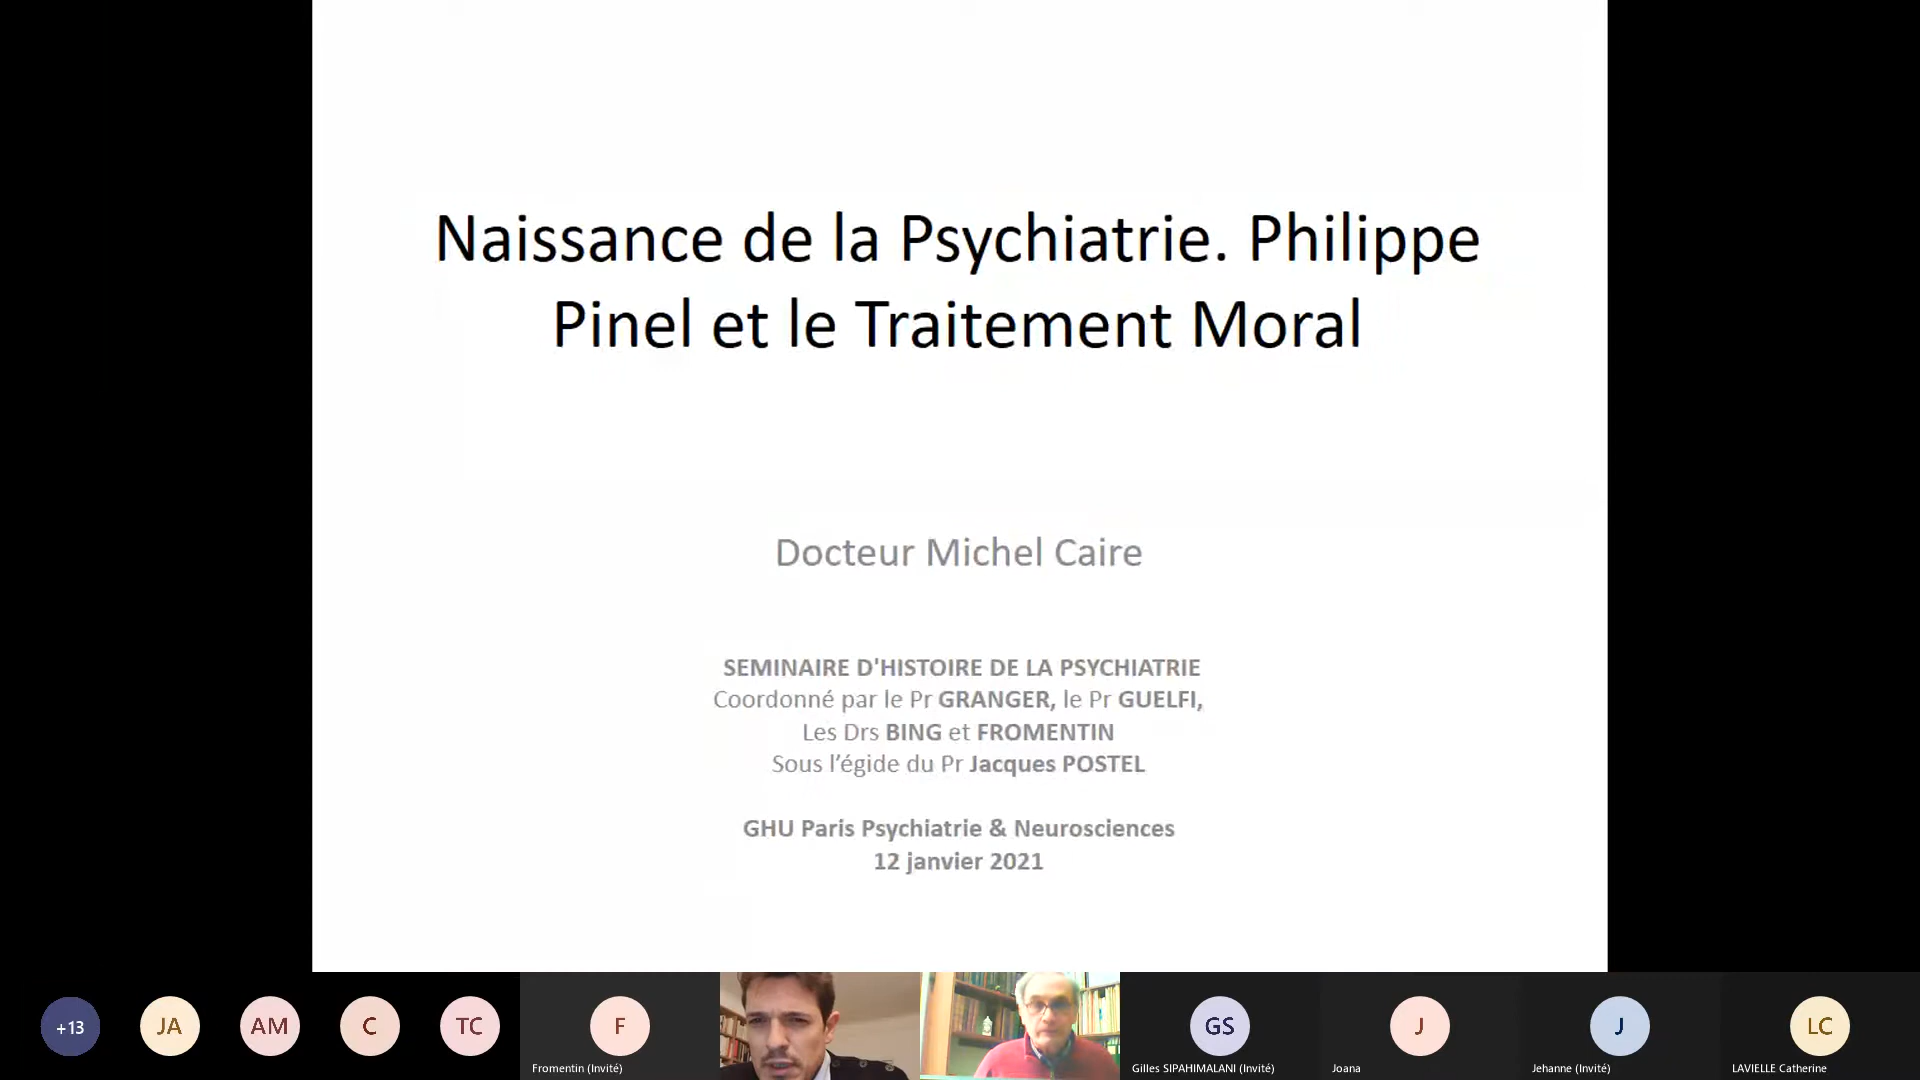 Naissance de la Psychiatrie. Philippe
Pinel et le Traitement Moral
Docteur Michel Caire
SEMINAIRE D'HISTOIRE DE LA PSYCHIATRIE
Coordonné par le Pr GRANGER, le Pr GUELFI,
Les Drs BING et FROMENTIN
Sous l’égide du Pr Jacques POSTEL
GHU Paris Psychiatrie & Neurosciences
12 janvier 2021
+13
JA
AM
C
TC
F
Fromentin (Invité)
GS
Gilles SIPAHIMALANI (Invité)
J
Joana
J
Jehanne (Invité)
LC
LAVIELLE Catherine